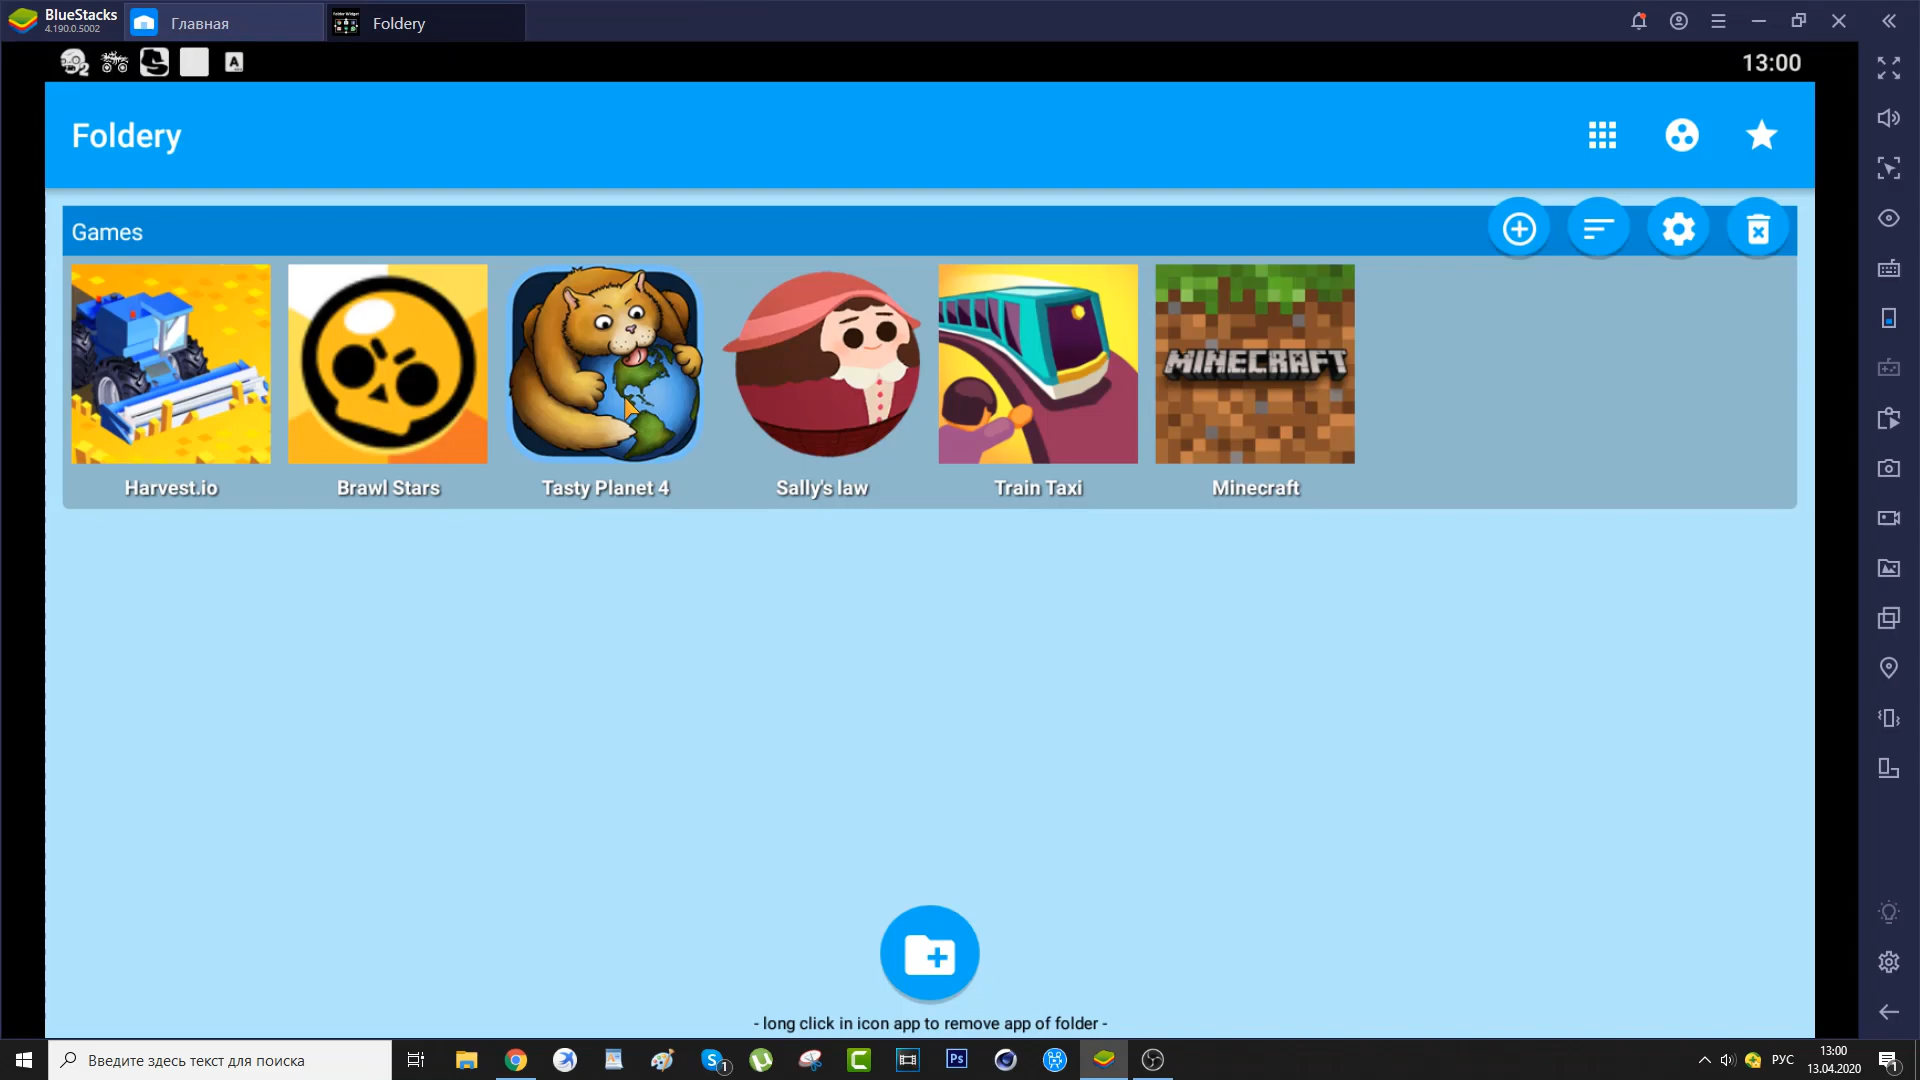 BlueStacks
4.190.0.5002
Главная
Foldery
13:00
Foldery
Games
MINECRAFT
Harvest.io
Brawl Stars
Tasty Planet 4
Sally's law
Train Taxi
Minecraft
- long click in icon app to remove app of folder -
Введите здесь текст для поиска
Ps
РУС
13:00
13.04.2020